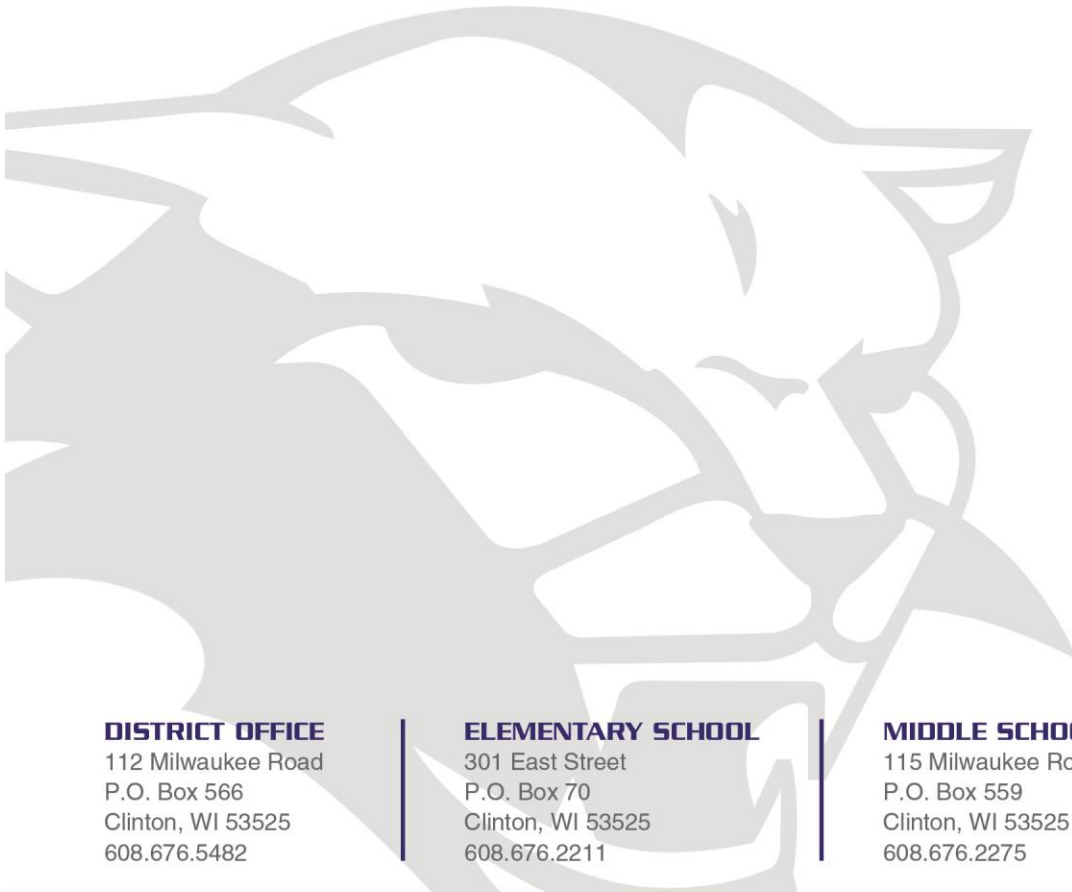 DISTRICT OFFICE
112 Milwaukee Road
P.O. Box 566
Clinton, WI 53525
608.676.5482
ELEMENTARY SCHOOL
301 East Street
P.O. Box 70
Clinton, WI 53525
608.676.2211
MIDDLE
115 Milwaukee
P.O. Box 559
Clinton, WI 53525
608.676.2275